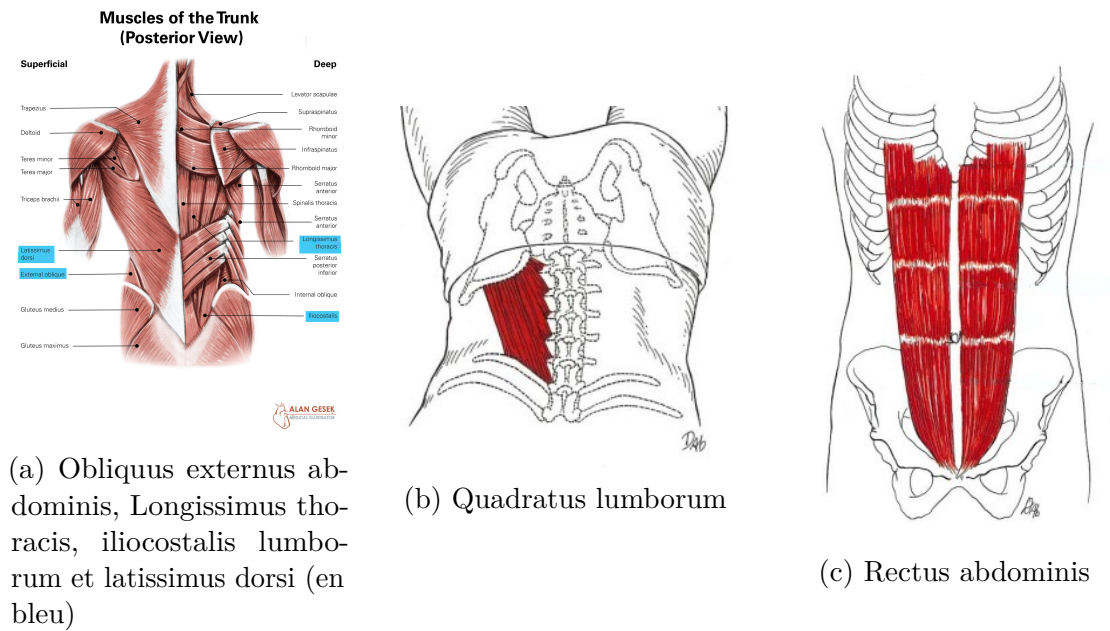 Muscles of the Trunk
(Posterior View)
Superficial
Deep
Trapezius
Deltoid
Teres minor
Teres major
Triceps brachii
Latissimus
dorsi
External oblique
Gluteus medius
Gluteus maximus
Levator scapulae
Supraspinatus
Rhomboid
minor
Infraspinatus
Rhomboid major
Serratus
anterior
Spinalis thoracis
Serratus
anterior
Longissimus
thoracis
Serratus
posterior
inferior
Internal oblique
Iliocostalis
ALAN GESEK
MEDICAL ILLUSTRATOR
(a) Obliquus externus ab-
dominis, Longissimus tho-
racis, iliocostalis lumbo-
rum et latissimus dorsi (en
bleu)
(b) Quadratus lumborum
(c) Rectus abdominis